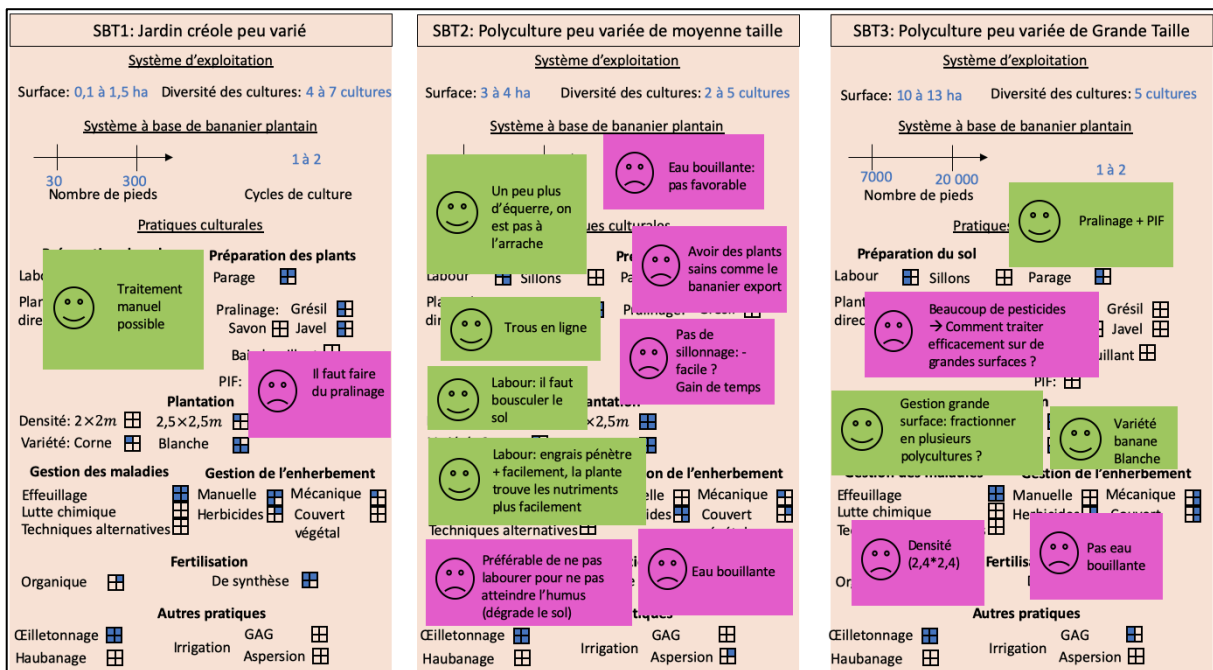 SBT1: Jardin créole peu varié
Système d'exploitation
Surface: 0,1 à 1,5 ha Diversité des cultures: 4 à 7 cultures
Système à base de bananier plantain
1 à 2
30 300
Nombre de pieds Cycles de culture
Pratiques culturales
Préparation des plants
Parage
Traitement
manuel
possible
Pralinage: Grésil
Savon Javel
PIF:
Il faut faire
du pralinage
Plantation
Densité: 2×2m 2,5×2,5m
Variété: Corne Blanche
Gestion des maladies Gestion de l'enherbement
Effeuillage Manuelle Mécanique
Lutte chimique Herbicides Couvert
Techniques alternatives végétal
Fertilisation
Organique De synthèse
Autres pratiques
Œilletonnage GAG
Irrigation
Haubanage Aspersion
SBT2: Polyculture peu variée de moyenne taille
Système d'exploitation
Surface: 3 à 4 ha Diversité des cultures: 2 à 5 cultures
Système à base de bananier plantain
Eau bouillante:
pas favorable
Un peu plus
d'équerre, on
est pas à
l'arrache
Avoir des plants
sains comme le
bananier export
Labour Sillons
Trous en ligne
Pas de
sillonnage: -
facile ?
Gain de temps
Labour: il faut
bousculer le
sol
Labour: engrais pénètre
+ facilement, la plante
trouve les nutriments
plus facilement
Mécanique
Couvert
Techniques alternatives
Préférable de ne pas
labourer pour ne pas
atteindre l'humus
(dégrade le sol)
Eau bouillante
Œilletonnage GAG
Irrigation
Haubanage Aspersion
SBT3: Polyculture peu variée de Grande Taille
Système d'exploitation
Surface: 10 à 13 ha Diversité des cultures: 5 cultures
Système à base de bananier plantain
1 à 2
7000 20 000
Nombre de pieds
Pralinage + PIF
Préparation du sol
Labour Sillons Parage
Beaucoup de pesticides
→ Comment traiter
efficacement sur de
grandes surfaces ?
Grésil
Javel
PIF:
Gestion grande
surface: fractionner
en plusieurs
polycultures ?
Variété
banane
Blanche
Gestion des maladies Gestion de l'enherbement
Effeuillage Manuelle Mécanique
Lutte chimique Herbicides Couvert
Densité
(2,4*2,4)
Pas eau
bouillante
Autres pratiques
Œilletonnage GAG
Irrigation
Haubanage Aspersion